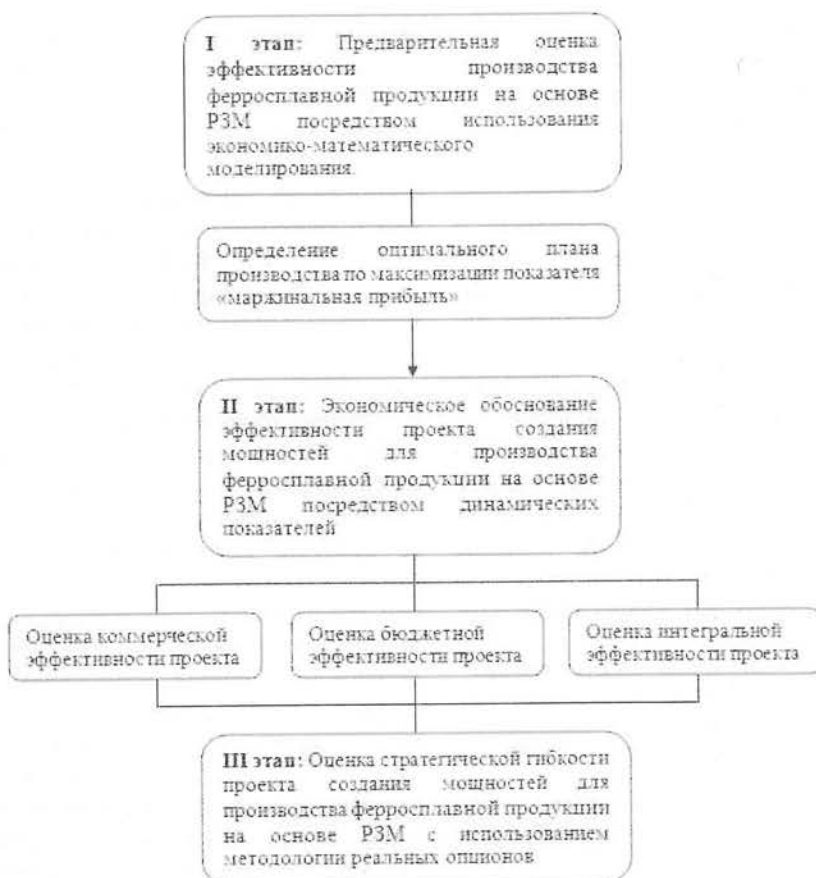 I этап: Предварительная оценка
эффективности производства
ферросплавной продукции на основе
РЗМ посредством использования
экономико-математического
моделирования.
Определение оптимального плана
производства по максимизации показателя
«маржинальная прибыль»
II этап: Экономическое обоснование
эффективности проекта создания
мощностей для производства
ферросплавной продукции на основе
РЗМ посредством динамических
показателей
Оценка коммерческой
эффективности проекта
Оценка бюджетной
эффективности проекта
Оценка интегральной
эффективности проекта
III этап: Оценка стратегической гибкости
проекта создания мощностей для
производства ферросплавной продукции
на основе РЗМ с использованием
методологии реальных опционов